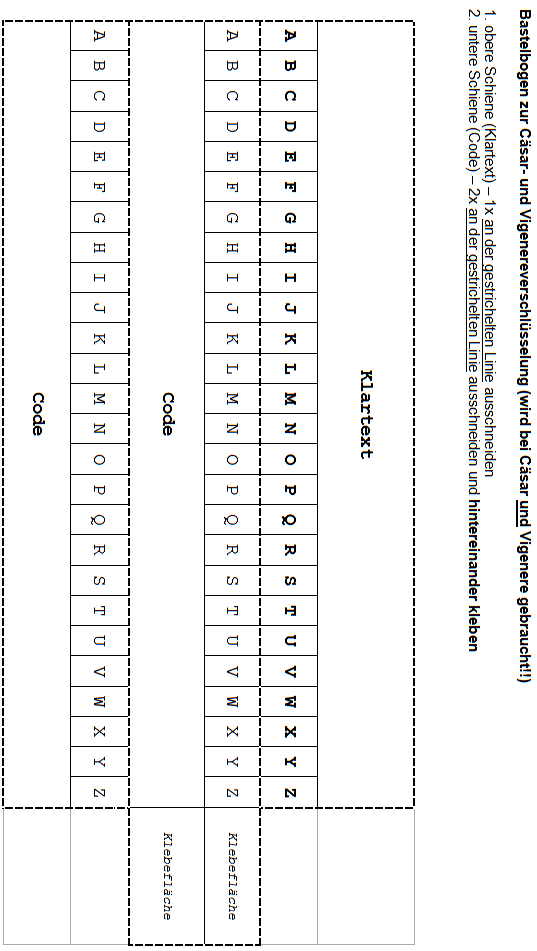 Bastelbogen zur Cäsar- und Vigenereverschlüsselung (wird bei Cäsar und Vigenere gebraucht!!)
1. obere Schiene (Klartext) – 1x an der gestrichelten Linie ausschneiden
2. untere Schiene (Code) – 2x an der gestrichelten Linie ausschneiden und hintereinander kleben
Klartext
A B C D E F G H I J K L M N O P Q R S T U V W X Y Z
A B C D E F G H I J K L M N O P Q R S T U V W X Y Z Klebefläche
Code Klebefläche
A B C D E F G H I J K L M N O P Q R S T U V W X Y Z
Code